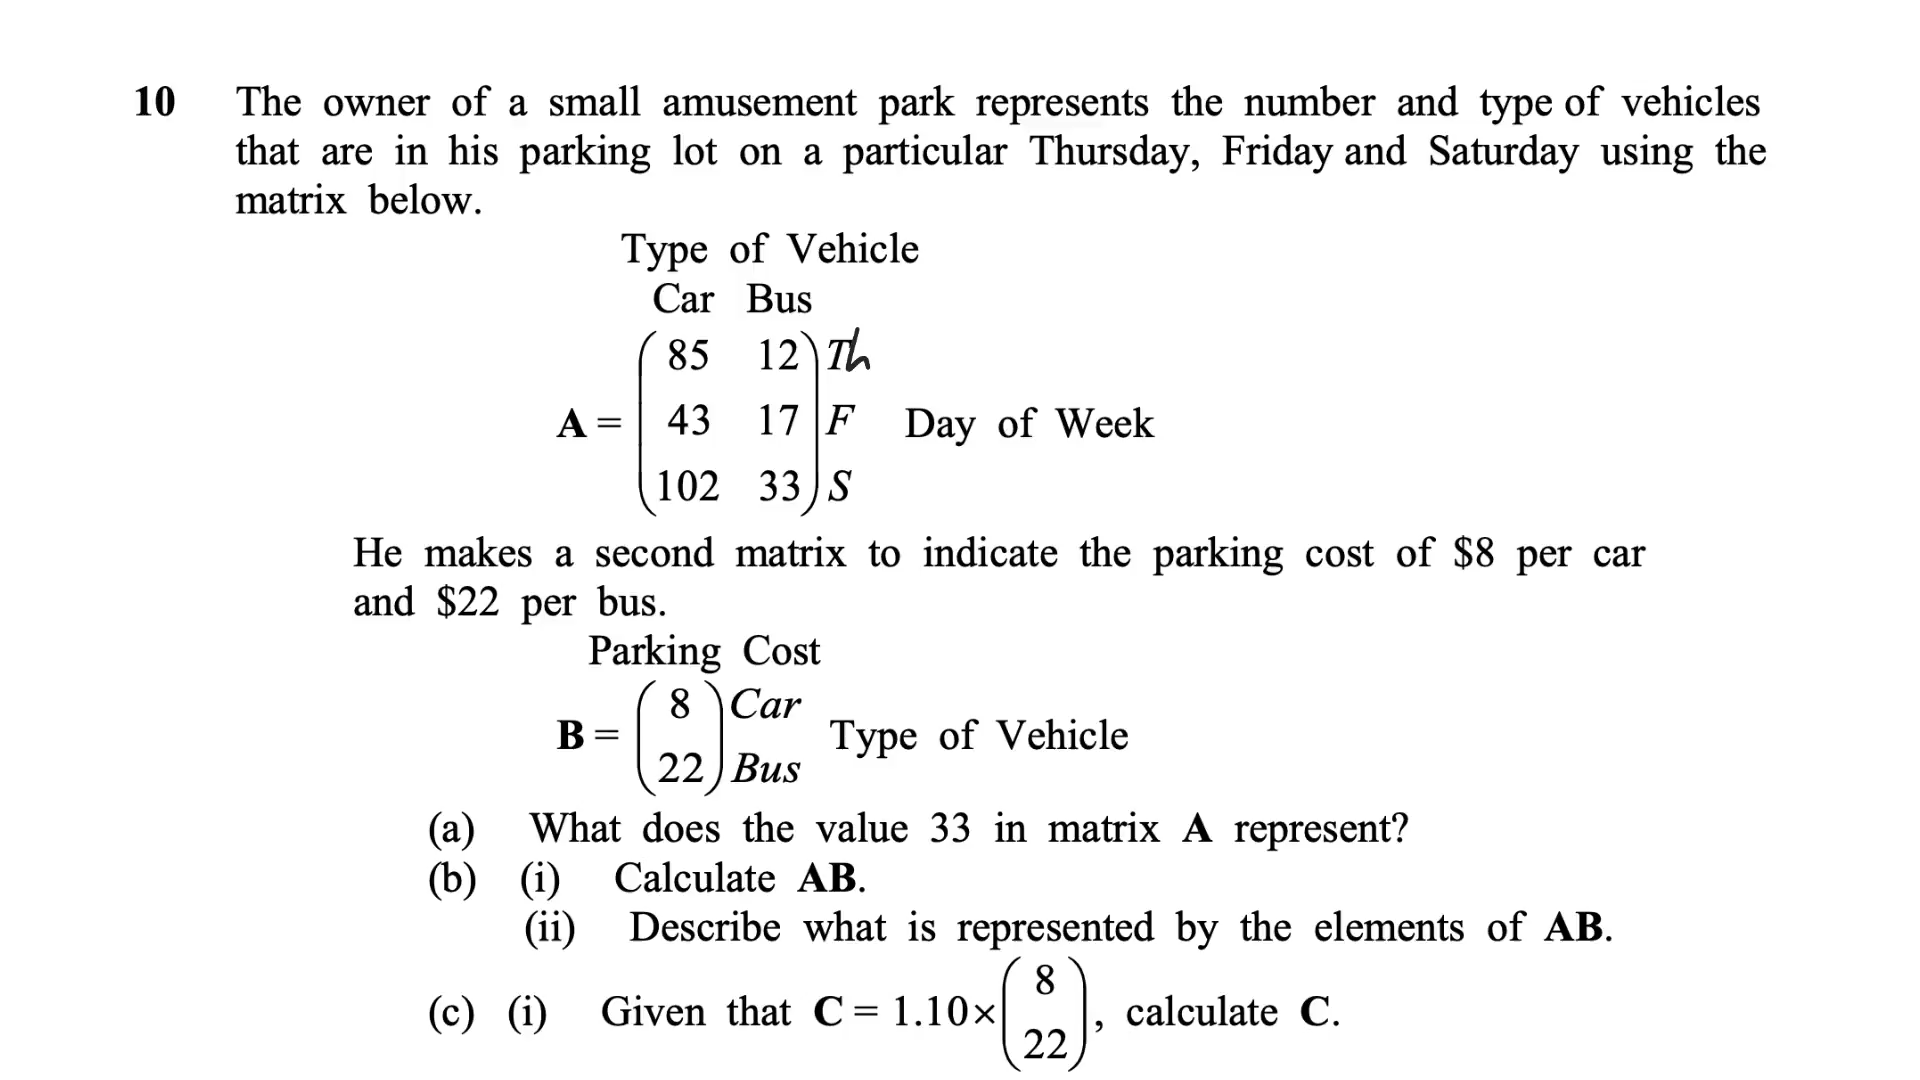 10 The owner of a small amusement park represents the number and type of vehicles
that are in his parking lot on a particular Thursday, Friday and Saturday using the
matrix below.
Type of Vehicle
Car Bus
85 12 Th
A = 43 17 F Day of Week
102 33 S
He makes a second matrix to indicate the parking cost of $8 per car
and $22 per bus.
Parking Cost
8 Car
B = Type of Vehicle
22 Bus
(a) What does the value 33 in matrix A represent?
(b) (i) Calculate AB.
(ii) Describe what is represented by the elements of AB.
(c) (i) Given that C = 1.10 × (8 22), calculate C.